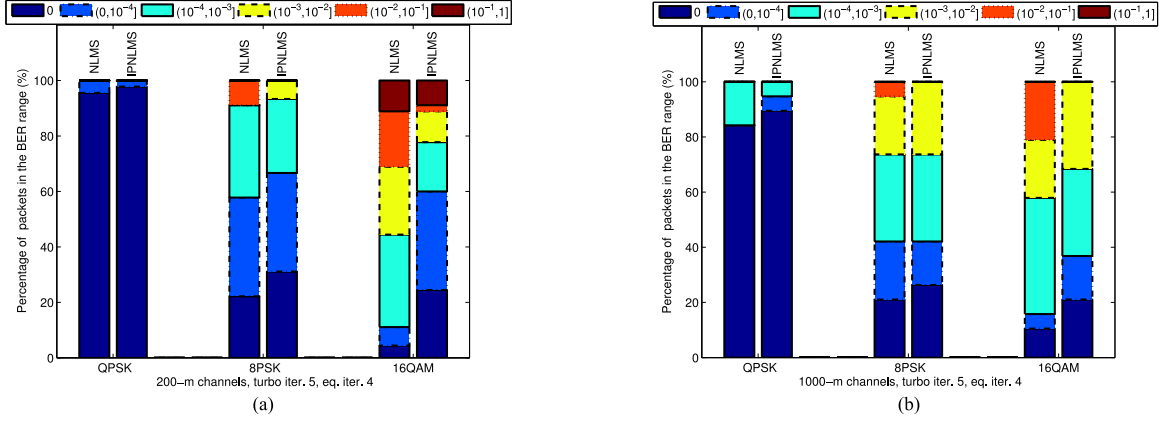 0 (0,10⁻⁴] (10⁻⁴,10⁻³] (10⁻³,10⁻²] (10⁻²,10⁻¹] (10⁻¹,1]
NLMS IPNLMS NLMS IPNLMS NLMS IPNLMS
Percentage of packets in the BER range (%)
100
80
60
40
20
0
QPSK 8PSK 16QAM
200−m channels, turbo iter. 5, eq. iter. 4
(a)
0 (0,10⁻⁴] (10⁻⁴,10⁻³] (10⁻³,10⁻²] (10⁻²,10⁻¹] (10⁻¹,1]
NLMS IPNLMS NLMS IPNLMS NLMS IPNLMS
Percentage of packets in the BER range (%)
100
80
60
40
20
0
QPSK 8PSK 16QAM
1000−m channels, turbo iter. 5, eq. iter. 4
(b)